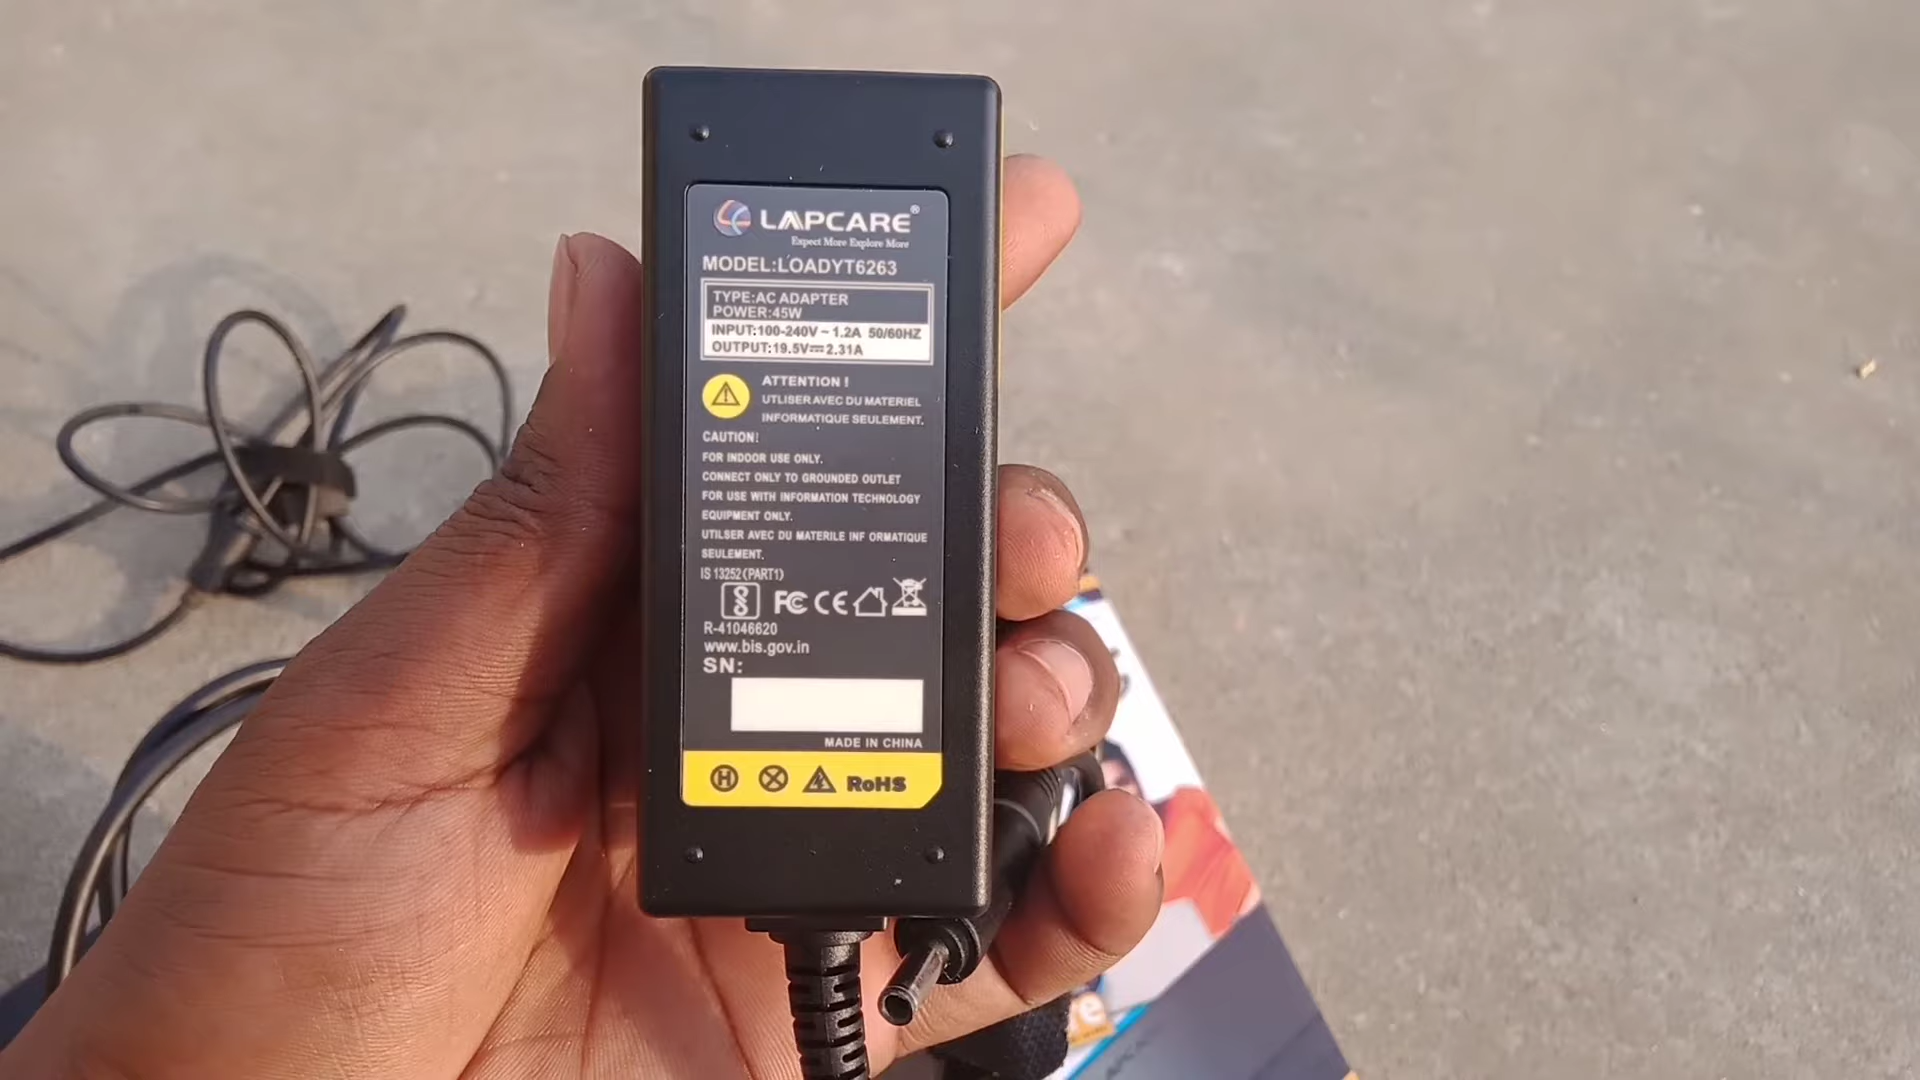 LAPCARE®
Expect More Explore More
MODEL:LOADYT6263
TYPE:AC ADAPTER
POWER:45W
INPUT:100-240V ~ 1.2A 50/60HZ
OUTPUT:19.5V⎓2.31A
ATTENTION !
UTLISER AVEC DU MATERIEL
INFORMATIQUE SEULEMENT.
CAUTION!
FOR INDOOR USE ONLY.
CONNECT ONLY TO GROUNDED OUTLET
FOR USE WITH INFORMATION TECHNOLOGY
EQUIPMENT ONLY.
UTILSER AVEC DU MATERILE INF ORMATIQUE
SEULEMENT.
IS 13252(PART1)
FC CE
R-41046620
www.bis.gov.in
SN:
MADE IN CHINA
H RoHS